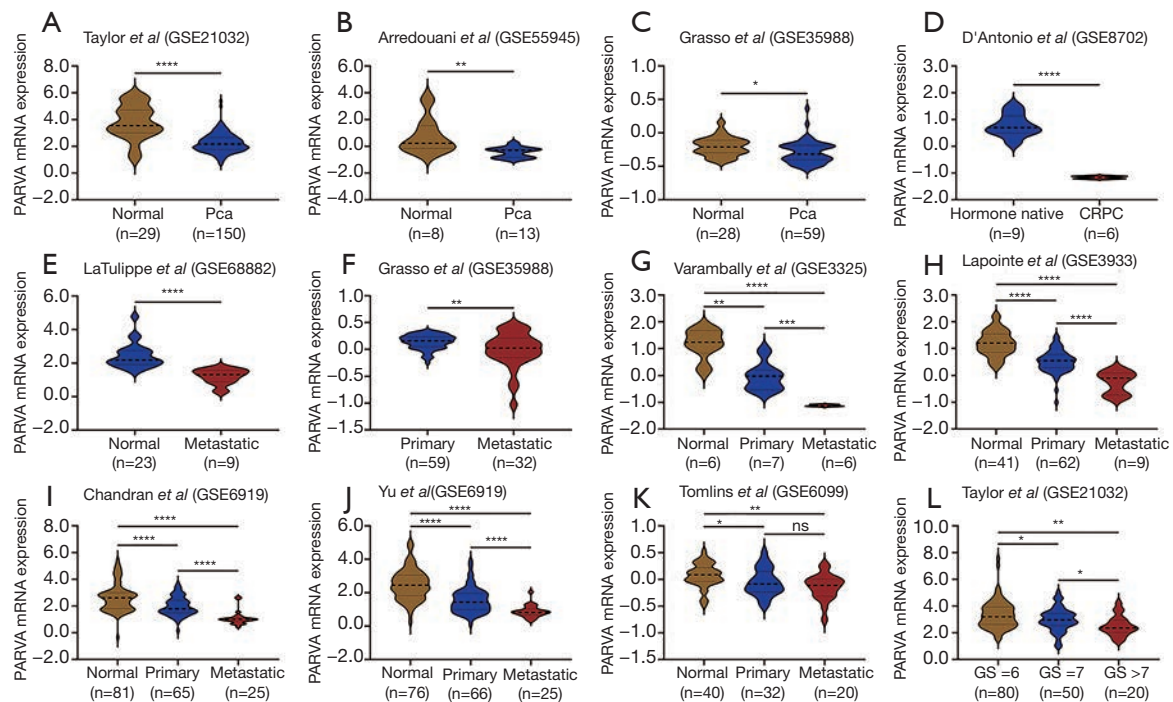 A
Taylor et al (GSE21032)
PARVA mRNA expression
8.0
6.0
4.0
2.0
0.0
−2.0
****
Normal Pca
(n=29) (n=150)
B
Arredouani et al (GSE55945)
PARVA mRNA expression
6.0
4.0
2.0
0.0
−2.0
−4.0
**
Normal Pca
(n=8) (n=13)
C
Grasso et al (GSE35988)
PARVA mRNA expression
1.0
0.5
−0.0
−0.5
−1.0
*
Normal Pca
(n=28) (n=59)
D
D'Antonio et al (GSE8702)
PARVA mRNA expression
3.0
2.0
1.0
0.0
−1.0
−2.0
****
Hormone native CRPC
(n=9) (n=6)
E
LaTulippe et al (GSE68882)
PARVA mRNA expression
6.0
4.0
2.0
0.0
−2.0
****
Normal Metastatic
(n=23) (n=9)
F
Grasso et al (GSE35988)
PARVA mRNA expression
1.0
0.5
0.0
−0.5
−1.0
−1.5
**
Primary Metastatic
(n=59) (n=32)
G
Varambally et al (GSE3325)
PARVA mRNA expression
3.0
2.0
1.0
0.0
−1.0
−2.0
****
**
***
Normal Primary Metastatic
(n=6) (n=7) (n=6)
H
Lapointe et al (GSE3933)
PARVA mRNA expression
3.0
2.0
1.0
0.0
−1.0
−2.0
****
****
****
Normal Primary Metastatic
(n=41) (n=62) (n=9)
I
Chandran et al (GSE6919)
PARVA mRNA expression
8.0
6.0
4.0
2.0
0.0
−2.0
****
****
****
Normal Primary Metastatic
(n=81) (n=65) (n=25)
J
Yu et al(GSE6919)
PARVA mRNA expression
6.0
4.0
2.0
0.0
−2.0
****
****
****
Normal Primary Metastatic
(n=76) (n=66) (n=25)
K
Tomlins et al (GSE6099)
PARVA mRNA expression
1.0
0.5
0.0
−0.5
−1.0
−1.5
**
*
ns
Normal Primary Metastatic
(n=40) (n=32) (n=20)
L
Taylor et al (GSE21032)
PARVA mRNA expression
10.0
8.0
6.0
4.0
2.0
0.0
**
*
*
GS =6 GS =7 GS >7
(n=80) (n=50) (n=20)